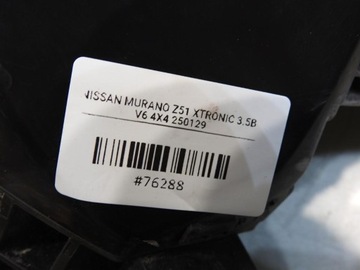 NISSAN MURANO Z51 XTRONIC 3.5B
V6 4X4 250129
#76288